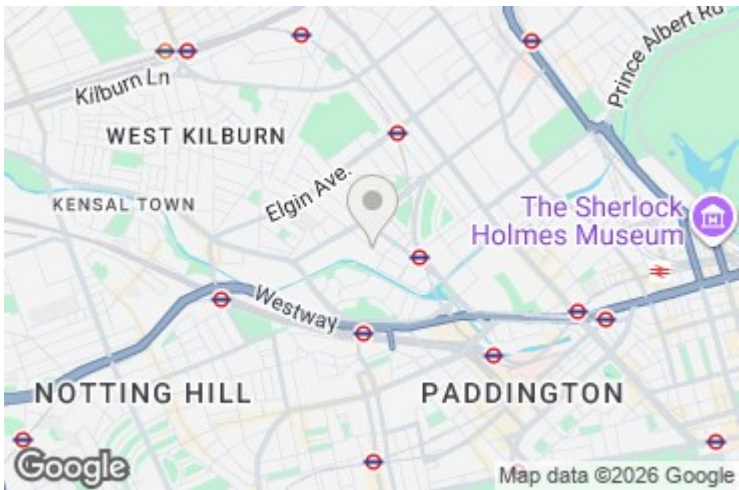 Prince Albert Rd
Kilburn Ln
WEST KILBURN
Elgin Ave.
KENSAL TOWN
The Sherlock
Holmes Museum
Westway
NOTTING HILL
PADDINGTON
Google
Map data ©2026 Google